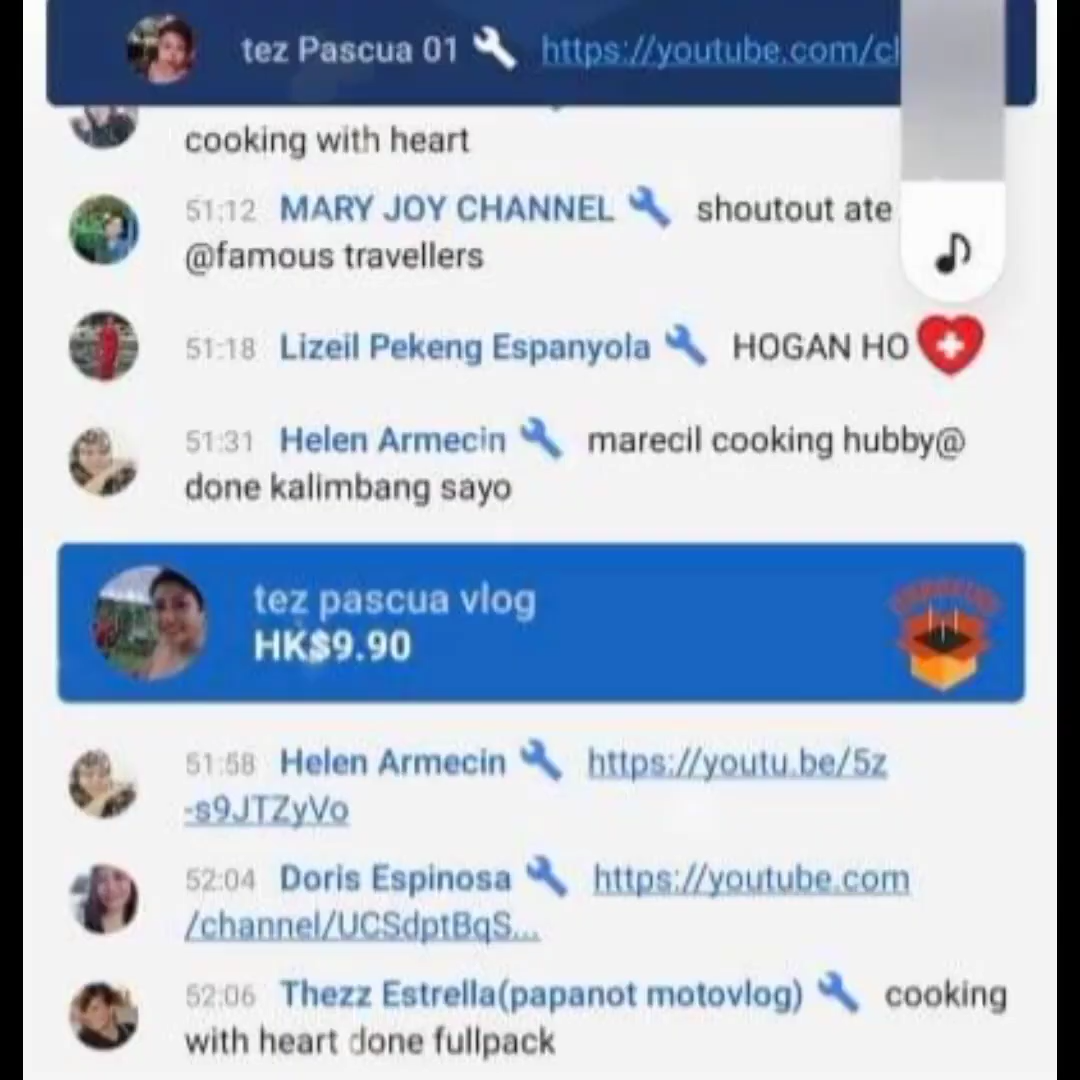 tez Pascua 01 https://youtube.com/cl
cooking with heart
51:12 MARY JOY CHANNEL shoutout ate
@famous travellers
51:18 Lizeil Pekeng Espanyola HOGAN HO
51:31 Helen Armecin marecil cooking hubby@
done kalimbang sayo
tez pascua vlog
HK$9.90
51:58 Helen Armecin https://youtu.be/5z
-s9JTZyVo
52:04 Doris Espinosa https://youtube.com
/channel/UCSdptBqS...
52:06 Thezz Estrella(papanot motovlog) cooking
with heart done fullpack